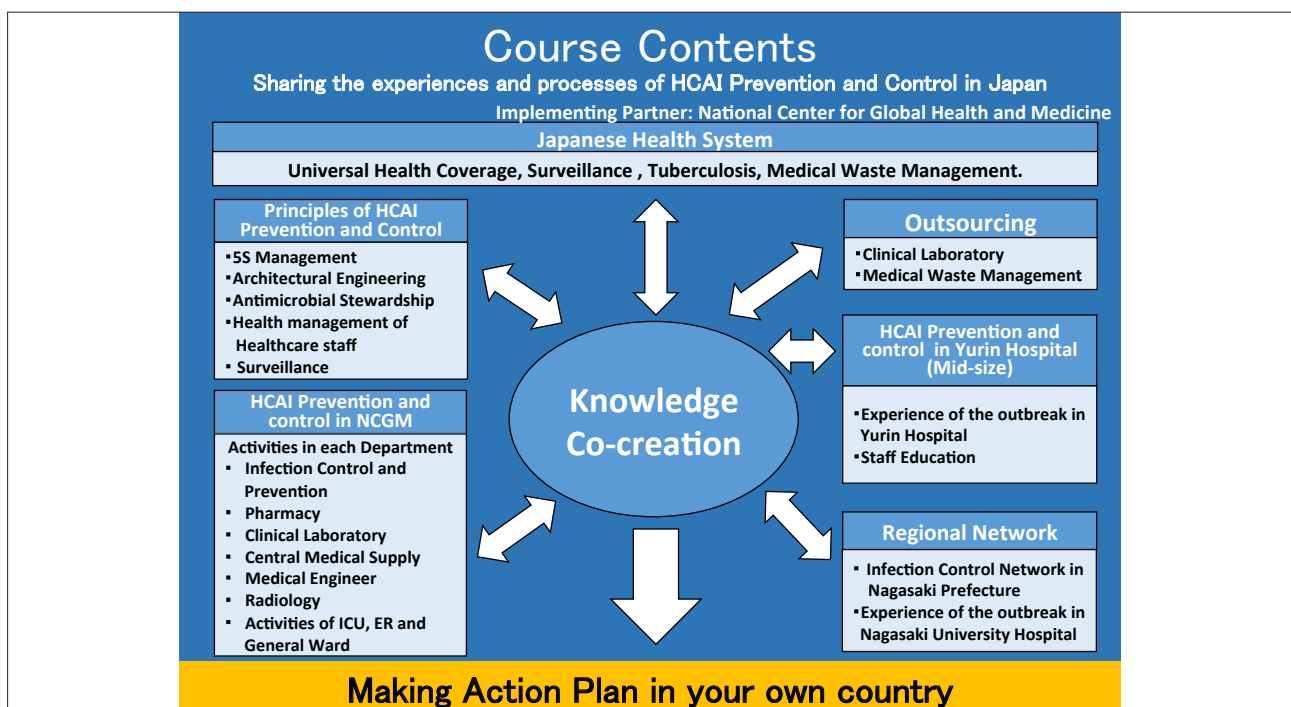 Course Contents
Sharing the experiences and processes of HCAI Prevention and Control in Japan
Implementing Partner: National Center for Global Health and Medicine
Japanese Health System
Universal Health Coverage, Surveillance , Tuberculosis, Medical Waste Management.
Principles of HCAI
Prevention and Control
・5S Management
・Architectural Engineering
・Antimicrobial Stewardship
・Health management of
Healthcare staff
・ Surveillance
HCAI Prevention and
control in NCGM
Activities in each Department
・ Infection Control and
Prevention
・ Pharmacy
・ Clinical Laboratory
・ Central Medical Supply
・ Medical Engineer
・ Radiology
・ Activities of ICU, ER and
General Ward
Knowledge
Co-creation
Outsourcing
・Clinical Laboratory
・Medical Waste Management
HCAI Prevention and
control in Yurin Hospital
(Mid-size)
・Experience of the outbreak in
Yurin Hospital
・Staff Education
Regional Network
・ Infection Control Network in
Nagasaki Prefecture
・Experience of the outbreak in
Nagasaki University Hospital
Making Action Plan in your own country